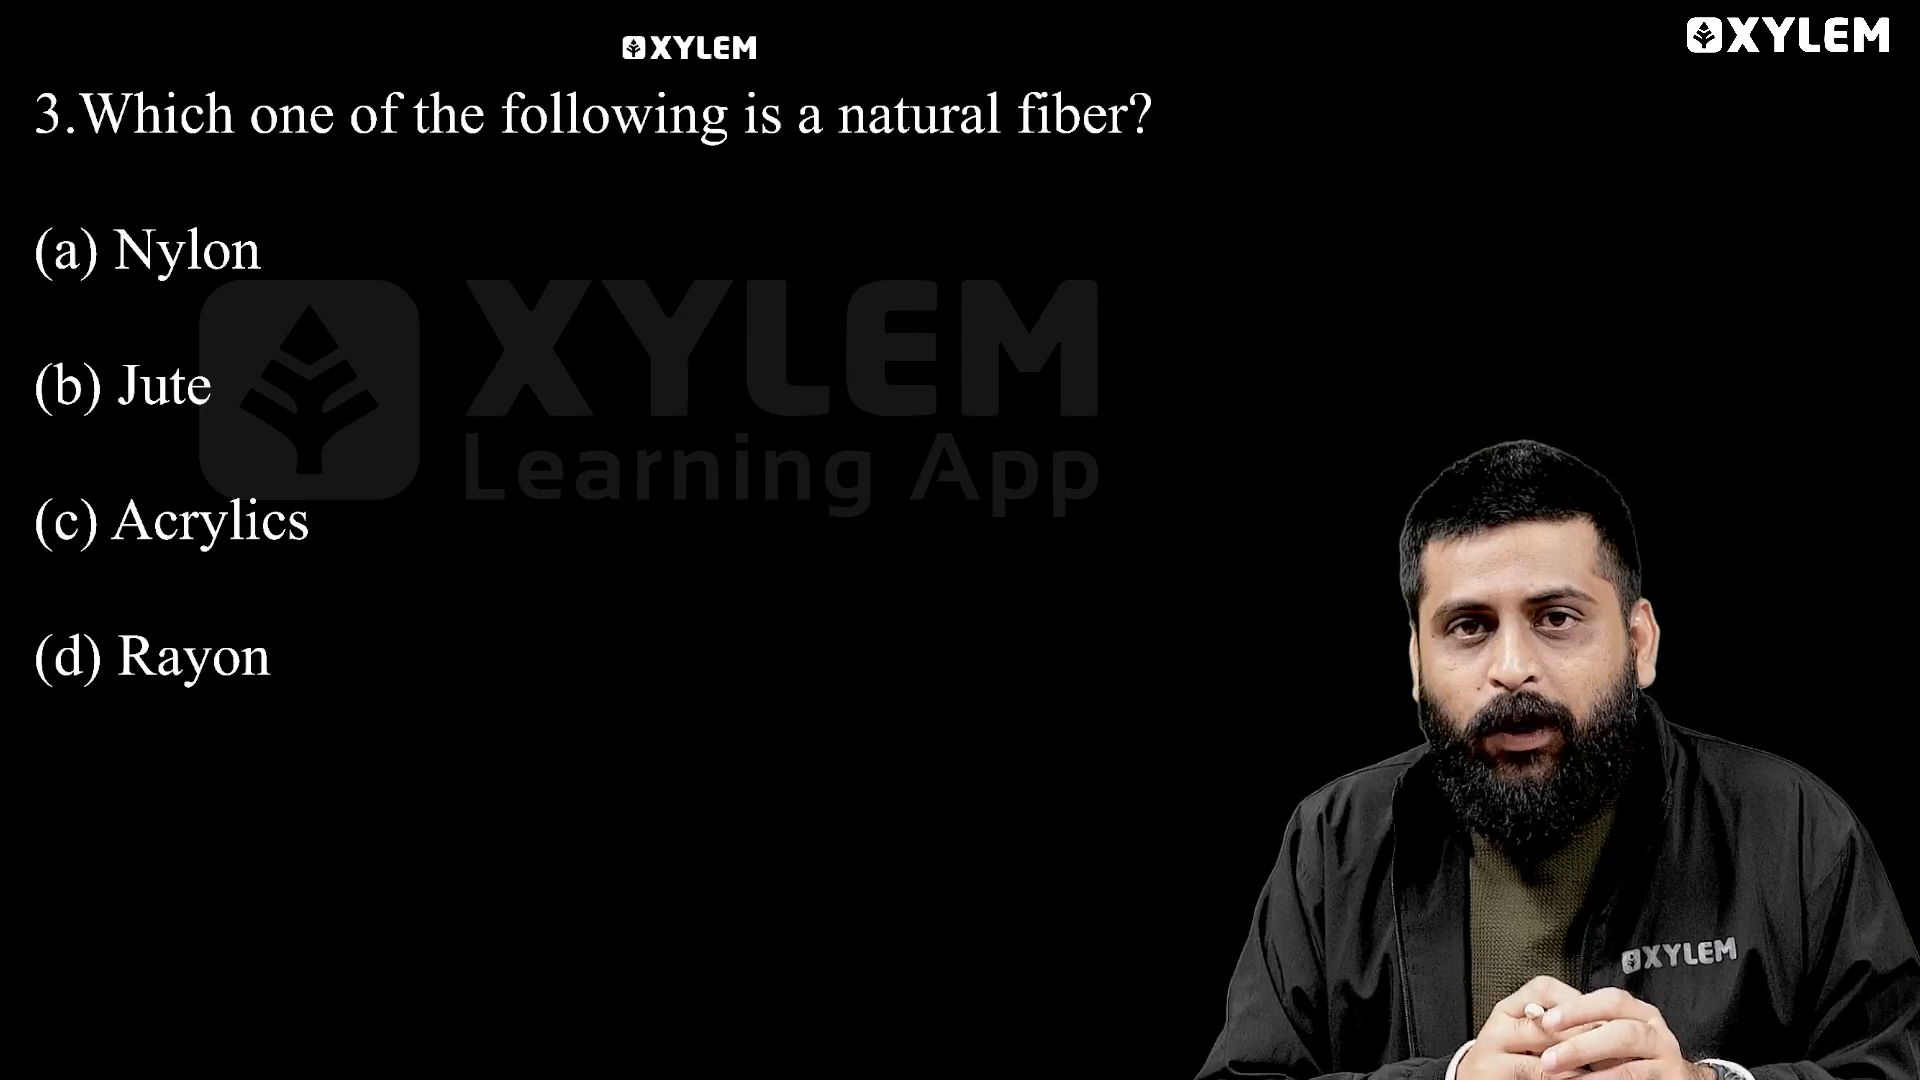 XYLEM
XYLEM
3.Which one of the following is a natural fiber?
(a) Nylon
(b) Jute
(c) Acrylics
(d) Rayon
XYLEM
Learning App
XYLEM